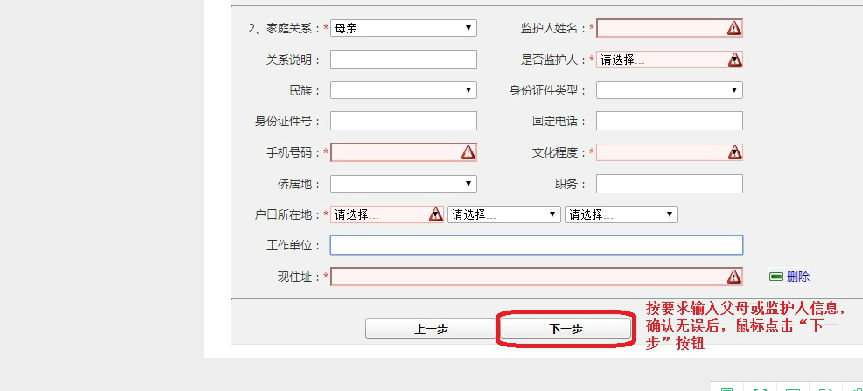 2、家庭关系：* 母亲 监护人姓名：*
关系说明： 是否监护人：* 请选择...
民族： 身份证件类型：
身份证件号： 固定电话：
手机号码：* 文化程度：*
侨居地： 职务：
户口所在地：* 请选择... 请选择... 请选择...
工作单位：
现住址：* 删除
上一步 下一步
按要求输入父母或监护人信息，
确认无误后，鼠标点击“下一
步”按钮